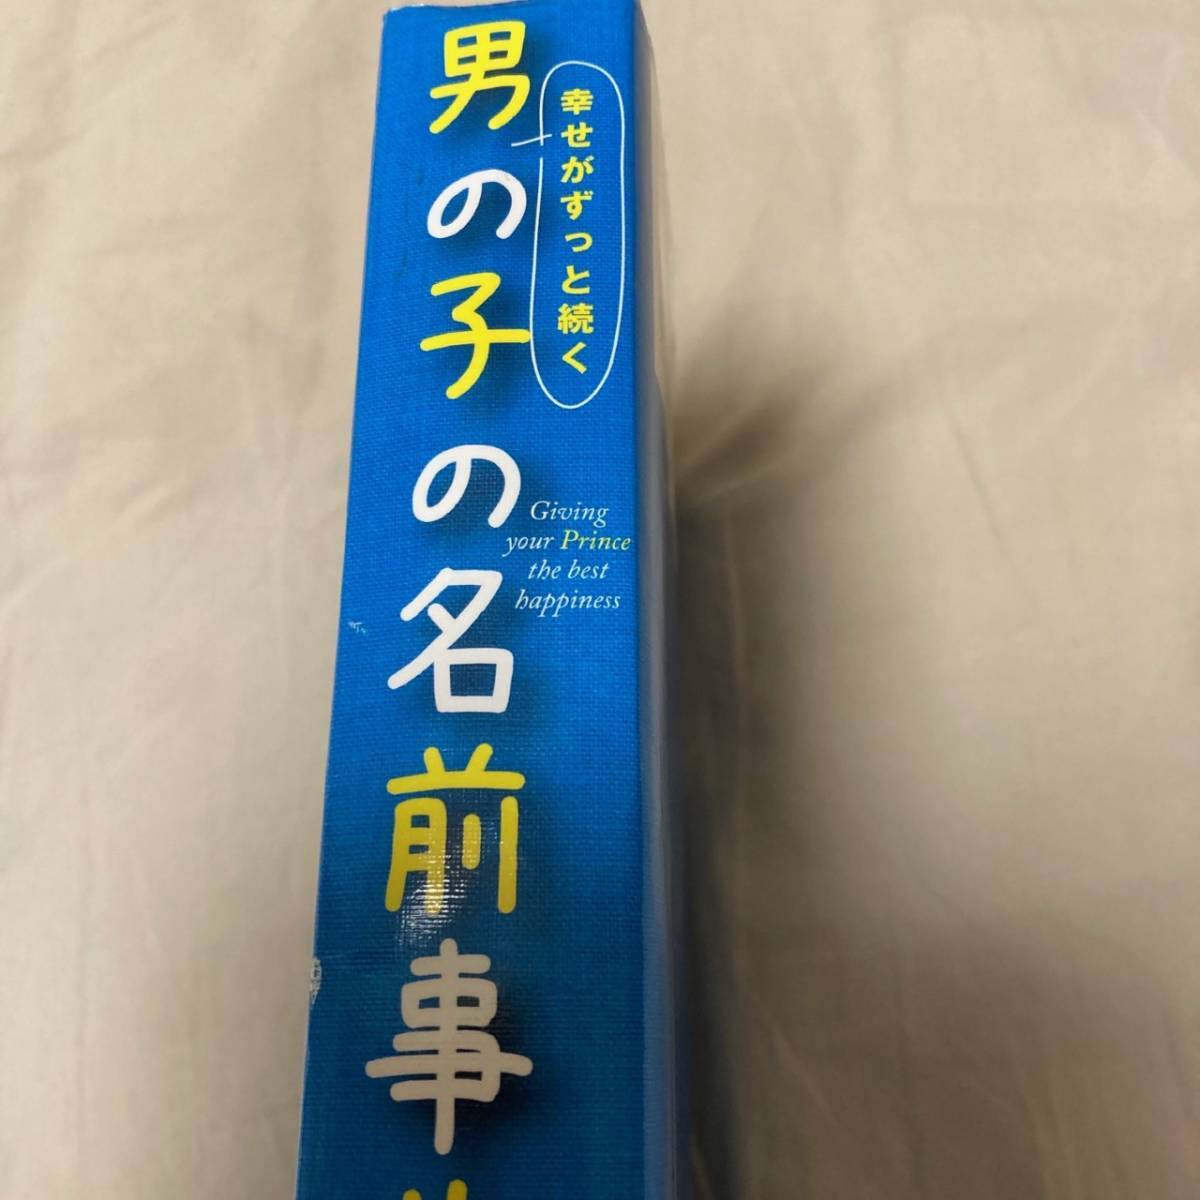 幸せがずっと続く
男の子の名前事
Giving
your Prince
the best
happiness